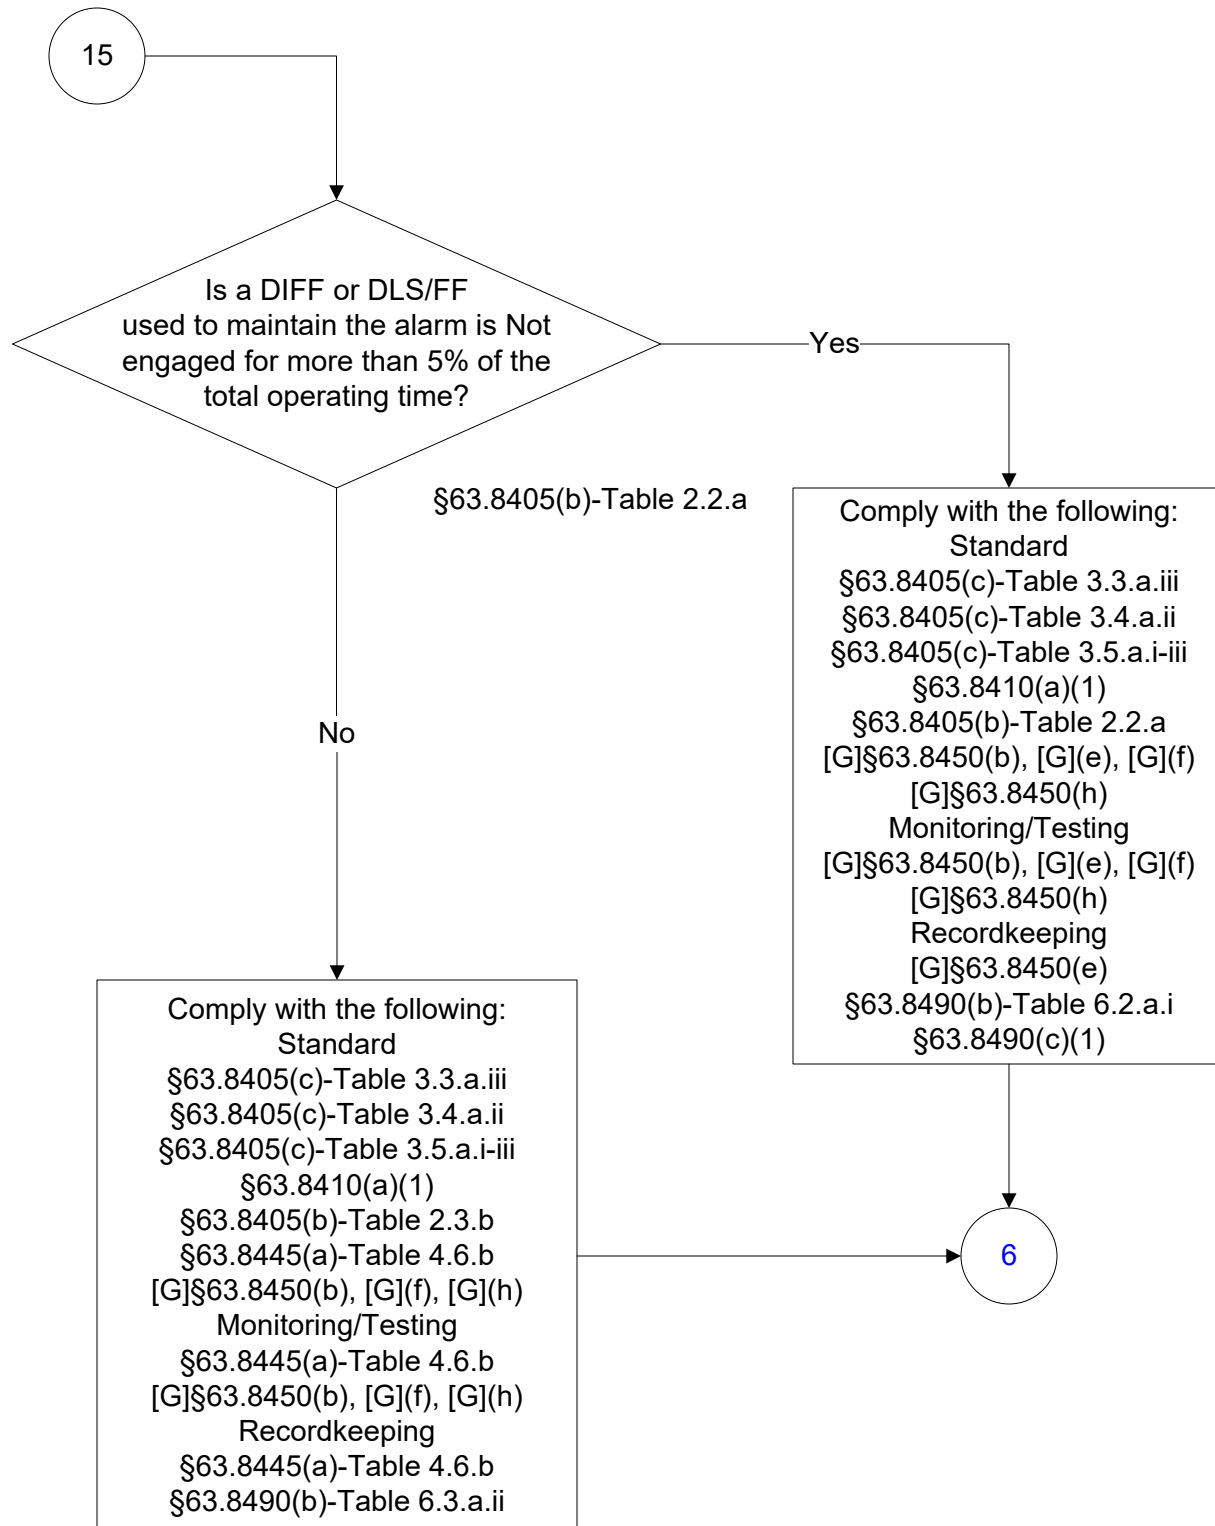 15
Is a DIFF or DLS/FF
used to maintain the alarm is Not
engaged for more than 5% of the
total operating time?
Yes
§63.8405(b)-Table 2.2.a
Comply with the following:
Standard
§63.8405(c)-Table 3.3.a.iii
§63.8405(c)-Table 3.4.a.ii
§63.8405(c)-Table 3.5.a.i-iii
§63.8410(a)(1)
§63.8405(b)-Table 2.2.a
[G]§63.8450(b), [G](e), [G](f)
[G]§63.8450(h)
Monitoring/Testing
[G]§63.8450(b), [G](e), [G](f)
[G]§63.8450(h)
Recordkeeping
[G]§63.8450(e)
§63.8490(b)-Table 6.2.a.i
§63.8490(c)(1)
No
Comply with the following:
Standard
§63.8405(c)-Table 3.3.a.iii
§63.8405(c)-Table 3.4.a.ii
§63.8405(c)-Table 3.5.a.i-iii
§63.8410(a)(1)
§63.8405(b)-Table 2.3.b
§63.8445(a)-Table 4.6.b
[G]§63.8450(b), [G](f), [G](h)
Monitoring/Testing
§63.8445(a)-Table 4.6.b
[G]§63.8450(b), [G](f), [G](h)
Recordkeeping
§63.8445(a)-Table 4.6.b
§63.8490(b)-Table 6.3.a.ii
6